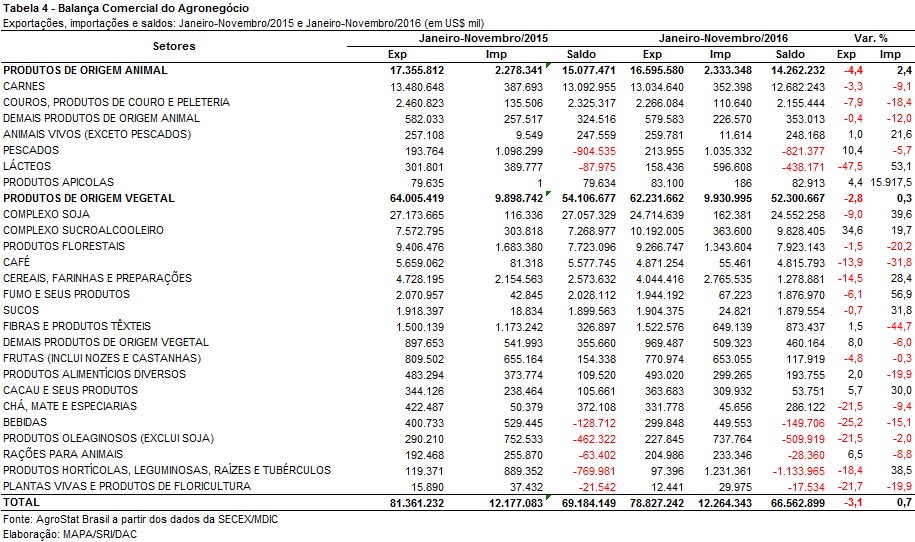 Tabela 4 - Balança Comercial do Agronegócio
Exportações, importações e saldos: Janeiro-Novembro/2015 e Janeiro-Novembro/2016 (em US$ mil)
Setores Janeiro-Novembro/2015 Janeiro-Novembro/2016 Var. %
Exp Imp Saldo Exp Imp Saldo Exp Imp
PRODUTOS DE ORIGEM ANIMAL 17.355.812 2.278.341 15.077.471 16.595.580 2.333.348 14.262.232 -4,4 2,4
CARNES 13.480.648 387.693 13.092.955 13.034.640 352.398 12.682.243 -3,3 -9,1
COUROS, PRODUTOS DE COURO E PELETERIA 2.460.823 135.506 2.325.317 2.266.084 110.640 2.155.444 -7,9 -18,4
DEMAIS PRODUTOS DE ORIGEM ANIMAL 582.033 257.517 324.516 579.583 226.570 353.013 -0,4 -12,0
ANIMAIS VIVOS (EXCETO PESCADOS) 257.108 9.549 247.559 259.781 11.614 248.168 1,0 21,6
PESCADOS 193.764 1.098.299 -904.535 213.955 1.035.332 -821.377 10,4 -5,7
LÁCTEOS 301.801 389.777 -87.975 158.436 596.608 -438.171 -47,5 53,1
PRODUTOS APICOLAS 79.635 1 79.634 83.100 186 82.913 4,4 15.917,5
PRODUTOS DE ORIGEM VEGETAL 64.005.419 9.898.742 54.106.677 62.231.662 9.930.995 52.300.667 -2,8 0,3
COMPLEXO SOJA 27.173.665 116.336 27.057.329 24.714.639 162.381 24.552.258 -9,0 39,6
COMPLEXO SUCROALCOOLEIRO 7.572.795 303.818 7.268.977 10.192.005 363.600 9.828.405 34,6 19,7
PRODUTOS FLORESTAIS 9.406.476 1.683.380 7.723.096 9.266.747 1.343.604 7.923.143 -1,5 -20,2
CAFÉ 5.659.062 81.318 5.577.745 4.871.254 55.461 4.815.793 -13,9 -31,8
CEREAIS, FARINHAS E PREPARAÇÕES 4.728.195 2.154.563 2.573.632 4.044.416 2.765.535 1.278.881 -14,5 28,4
FUMO E SEUS PRODUTOS 2.070.957 42.845 2.028.112 1.944.192 67.223 1.876.970 -6,1 56,9
SUCOS 1.918.397 18.834 1.899.563 1.904.375 24.821 1.879.554 -0,7 31,8
FIBRAS E PRODUTOS TÊXTEIS 1.500.139 1.173.242 326.897 1.522.576 649.139 873.437 1,5 -44,7
DEMAIS PRODUTOS DE ORIGEM VEGETAL 897.653 541.993 355.660 969.487 509.323 460.164 8,0 -6,0
FRUTAS (INCLUI NOZES E CASTANHAS) 809.502 655.164 154.338 770.974 653.055 117.919 -4,8 -0,3
PRODUTOS ALIMENTÍCIOS DIVERSOS 483.294 373.774 109.520 493.020 299.265 193.755 2,0 -19,9
CACAU E SEUS PRODUTOS 344.126 238.464 105.661 363.683 309.932 53.751 5,7 30,0
CHÁ, MATE E ESPECIARIAS 422.487 50.379 372.108 331.778 45.656 286.122 -21,5 -9,4
BEBIDAS 400.733 529.445 -128.712 299.848 449.553 -149.706 -25,2 -15,1
PRODUTOS OLEAGINOSOS (EXCLUI SOJA) 290.210 752.533 -462.322 227.845 737.764 -509.919 -21,5 -2,0
RAÇÕES PARA ANIMAIS 192.468 255.870 -63.402 204.986 233.346 -28.360 6,5 -8,8
PRODUTOS HORTÍCOLAS, LEGUMINOSAS, RAÍZES E TUBÉRCULOS 119.371 889.352 -769.981 97.396 1.231.361 -1.133.965 -18,4 38,5
PLANTAS VIVAS E PRODUTOS DE FLORICULTURA 15.890 37.432 -21.542 12.441 29.975 -17.534 -21,7 -19,9
TOTAL 81.361.232 12.177.083 69.184.149 78.827.242 12.264.343 66.562.899 -3,1 0,7
Fonte: AgroStat Brasil a partir dos dados da SECEX/MDIC
Elaboração: MAPA/SRI/DAC